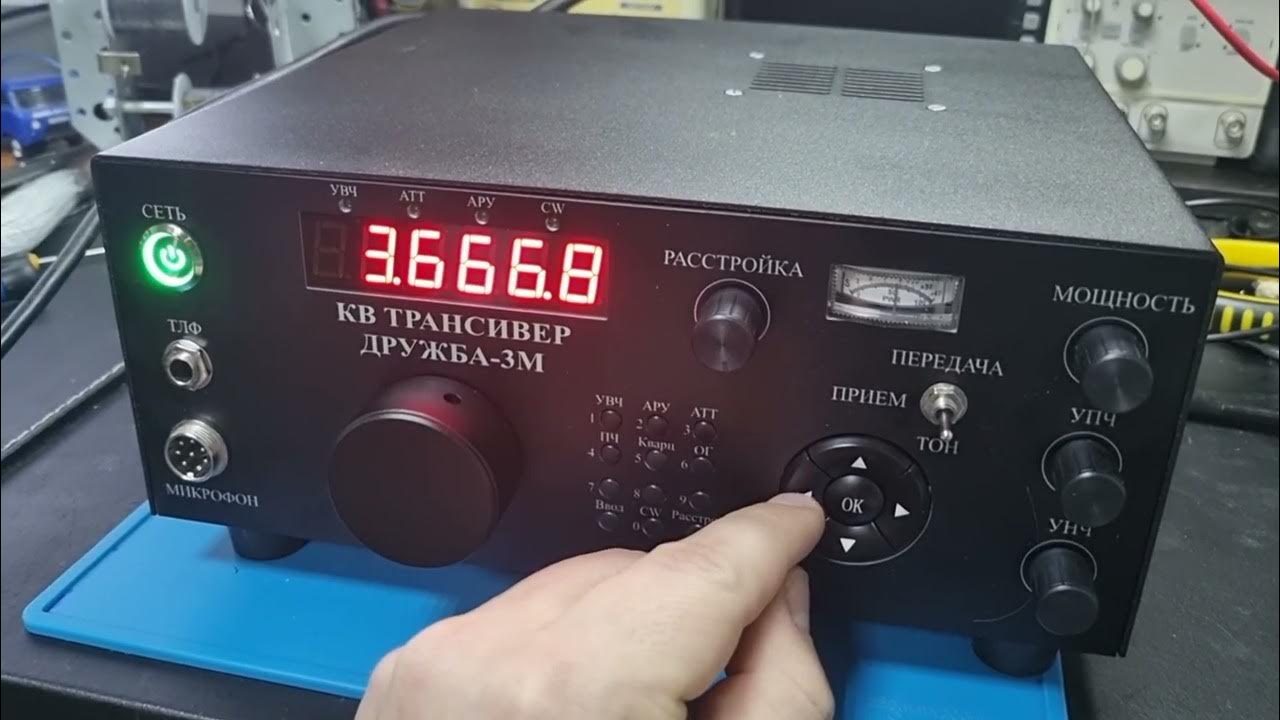 УВЧ АТТ АРУ CW
СЕТЬ
3.666.8
КВ ТРАНСИВЕР
ДРУЖБА-3М
РАССТРОЙКА
МОЩНОСТЬ
ТЛФ
ПЕРЕДАЧА
ПРИЕМ
ТОН
МИКРОФОН
УВЧ АРУ АТТ
1 2 3
ПЧ Кварц ОГ
4 5 6
7 8 9
Ввод CW
0
OK
УПЧ
УНЧ